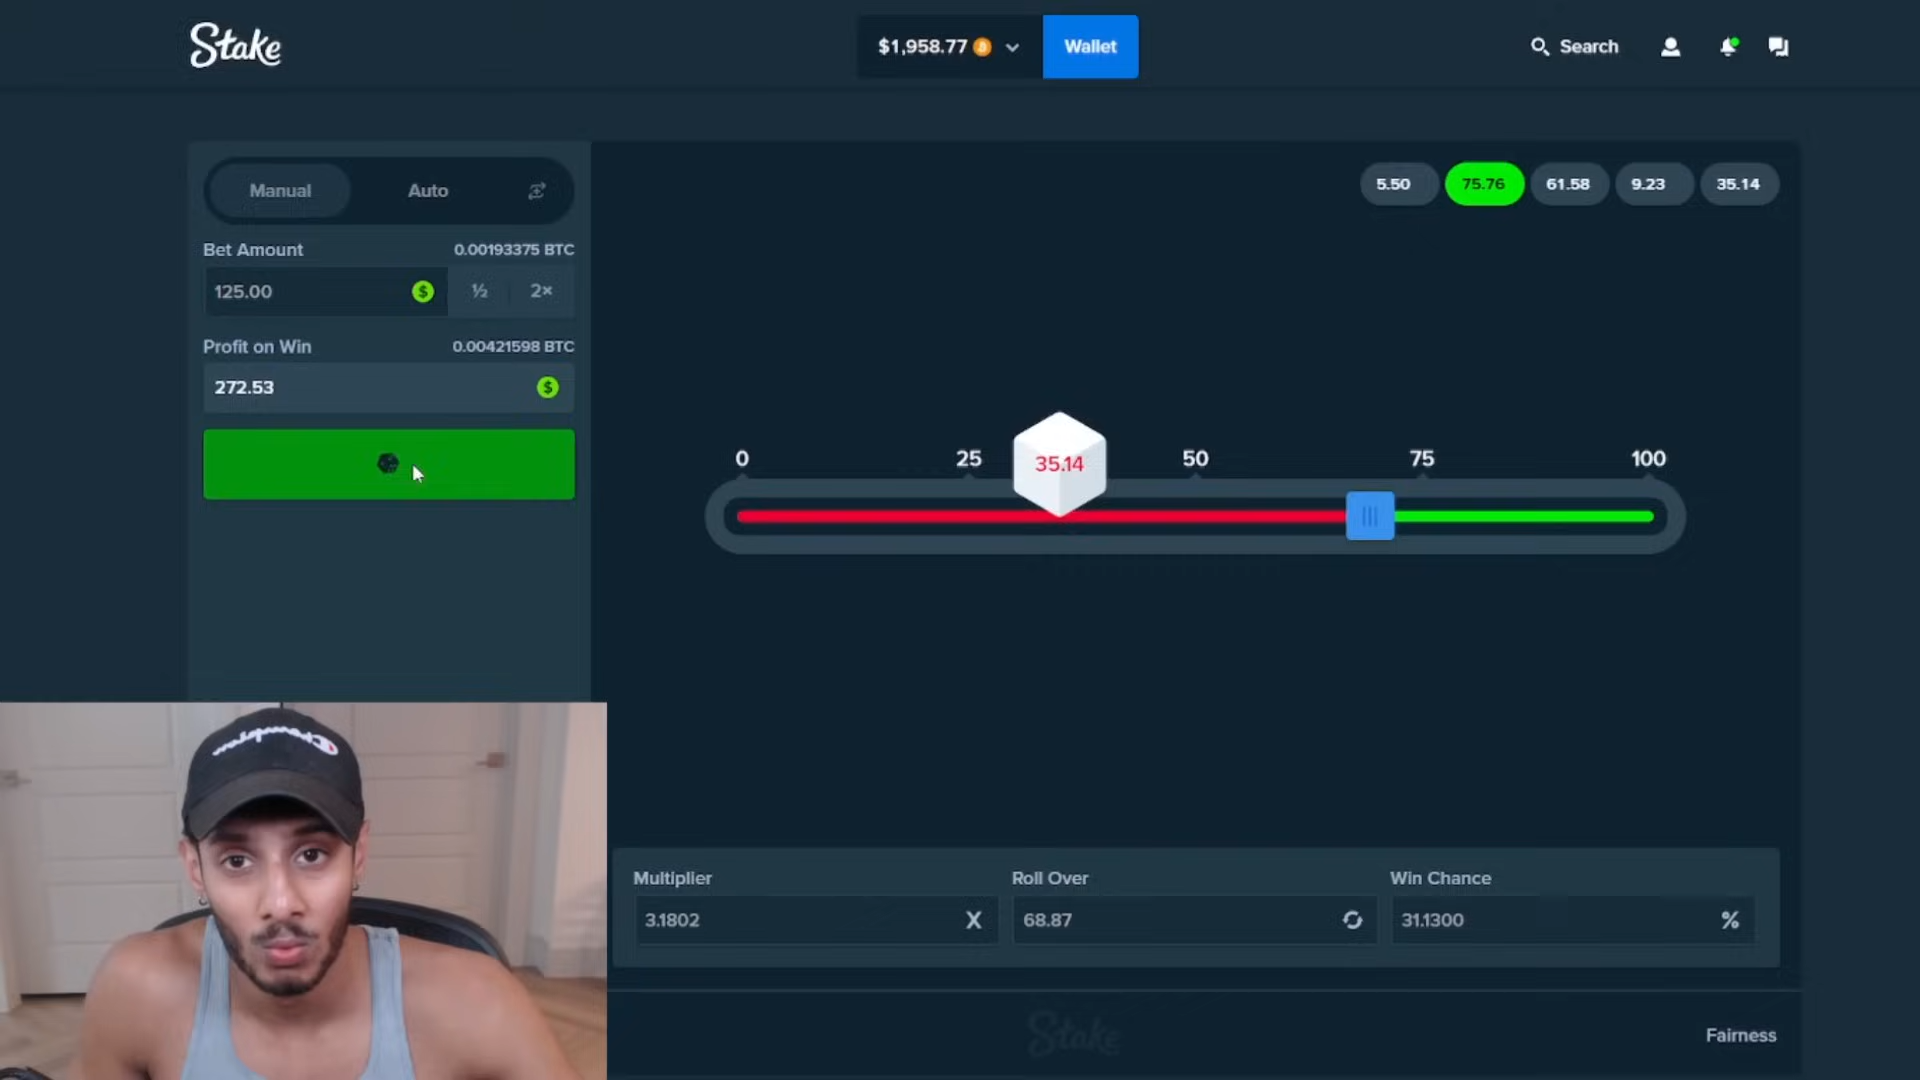 Stake
$1,958.77
Wallet
Search
Manual
Auto
5.50
75.76
61.58
9.23
35.14
Bet Amount
0.00193375 BTC
125.00
$
½
2×
Profit on Win
0.00421598 BTC
272.53
$
0
25
50
75
100
35.14
Champion
Multiplier
Roll Over
Win Chance
3.1802
X
68.87
31.1300
%
Stake
Fairness